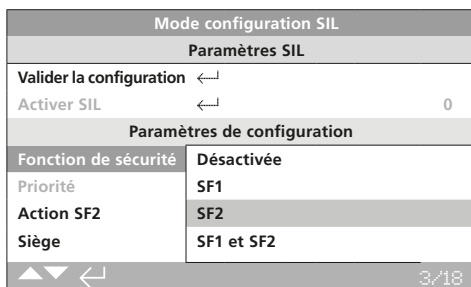 Mode configuration SIL
Paramètres SIL
Valider la configuration
Activer SIL 0
Paramètres de configuration
Fonction de sécurité Désactivée
Priorité SF1
Action SF2 SF2
Siège SF1 et SF2
3/18